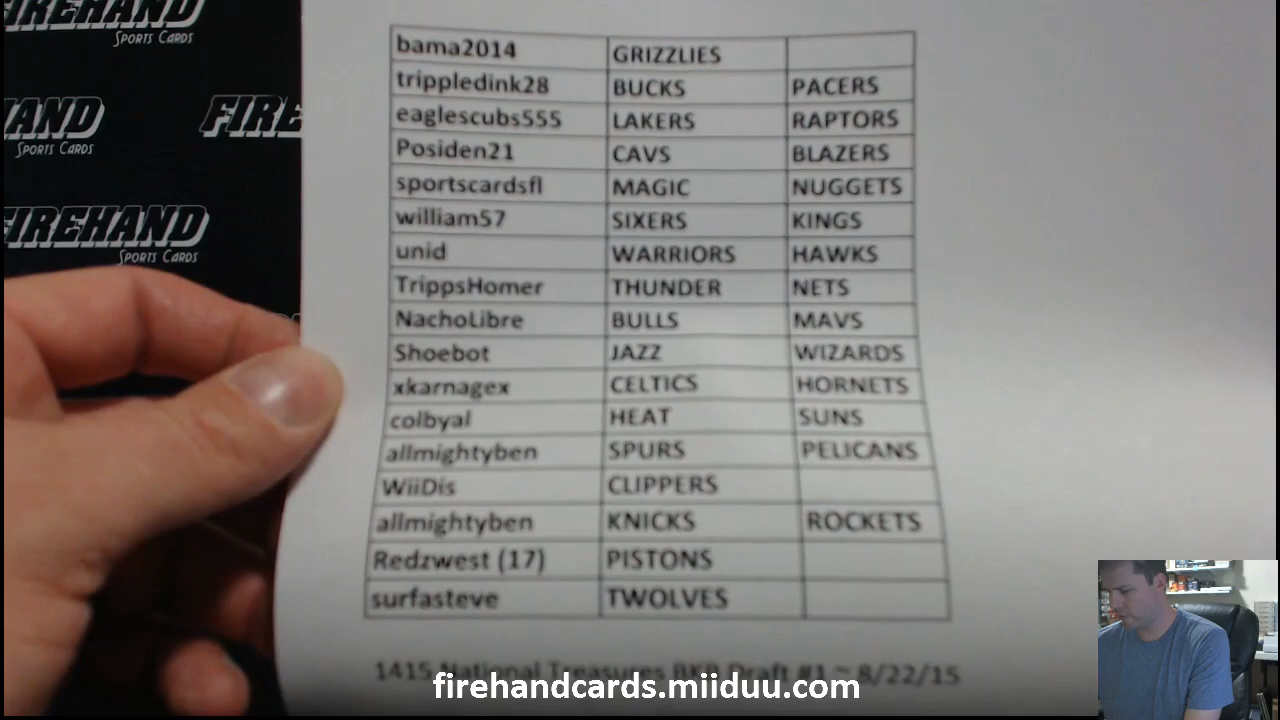 FIREHAND
SPORTS CARDS
HAND
SPORTS CARDS
FIRE
FIREHAND
SPORTS CARDS
bama2014 GRIZZLIES
trippledink28 BUCKS PACERS
eaglescubs555 LAKERS RAPTORS
Posiden21 CAVS BLAZERS
sportscardsfl MAGIC NUGGETS
william57 SIXERS KINGS
unid WARRIORS HAWKS
TrippsHomer THUNDER NETS
NachoLibre BULLS MAVS
Shoebot JAZZ WIZARDS
xkarnagex CELTICS HORNETS
colbyal HEAT SUNS
allmightyben SPURS PELICANS
WiiDis CLIPPERS
allmightyben KNICKS ROCKETS
Redzwest (17) PISTONS
surfasteve TWOLVES
1415 National Treasures BKB Draft #1 ~ 8/22/15
firehandcards.miiduu.com